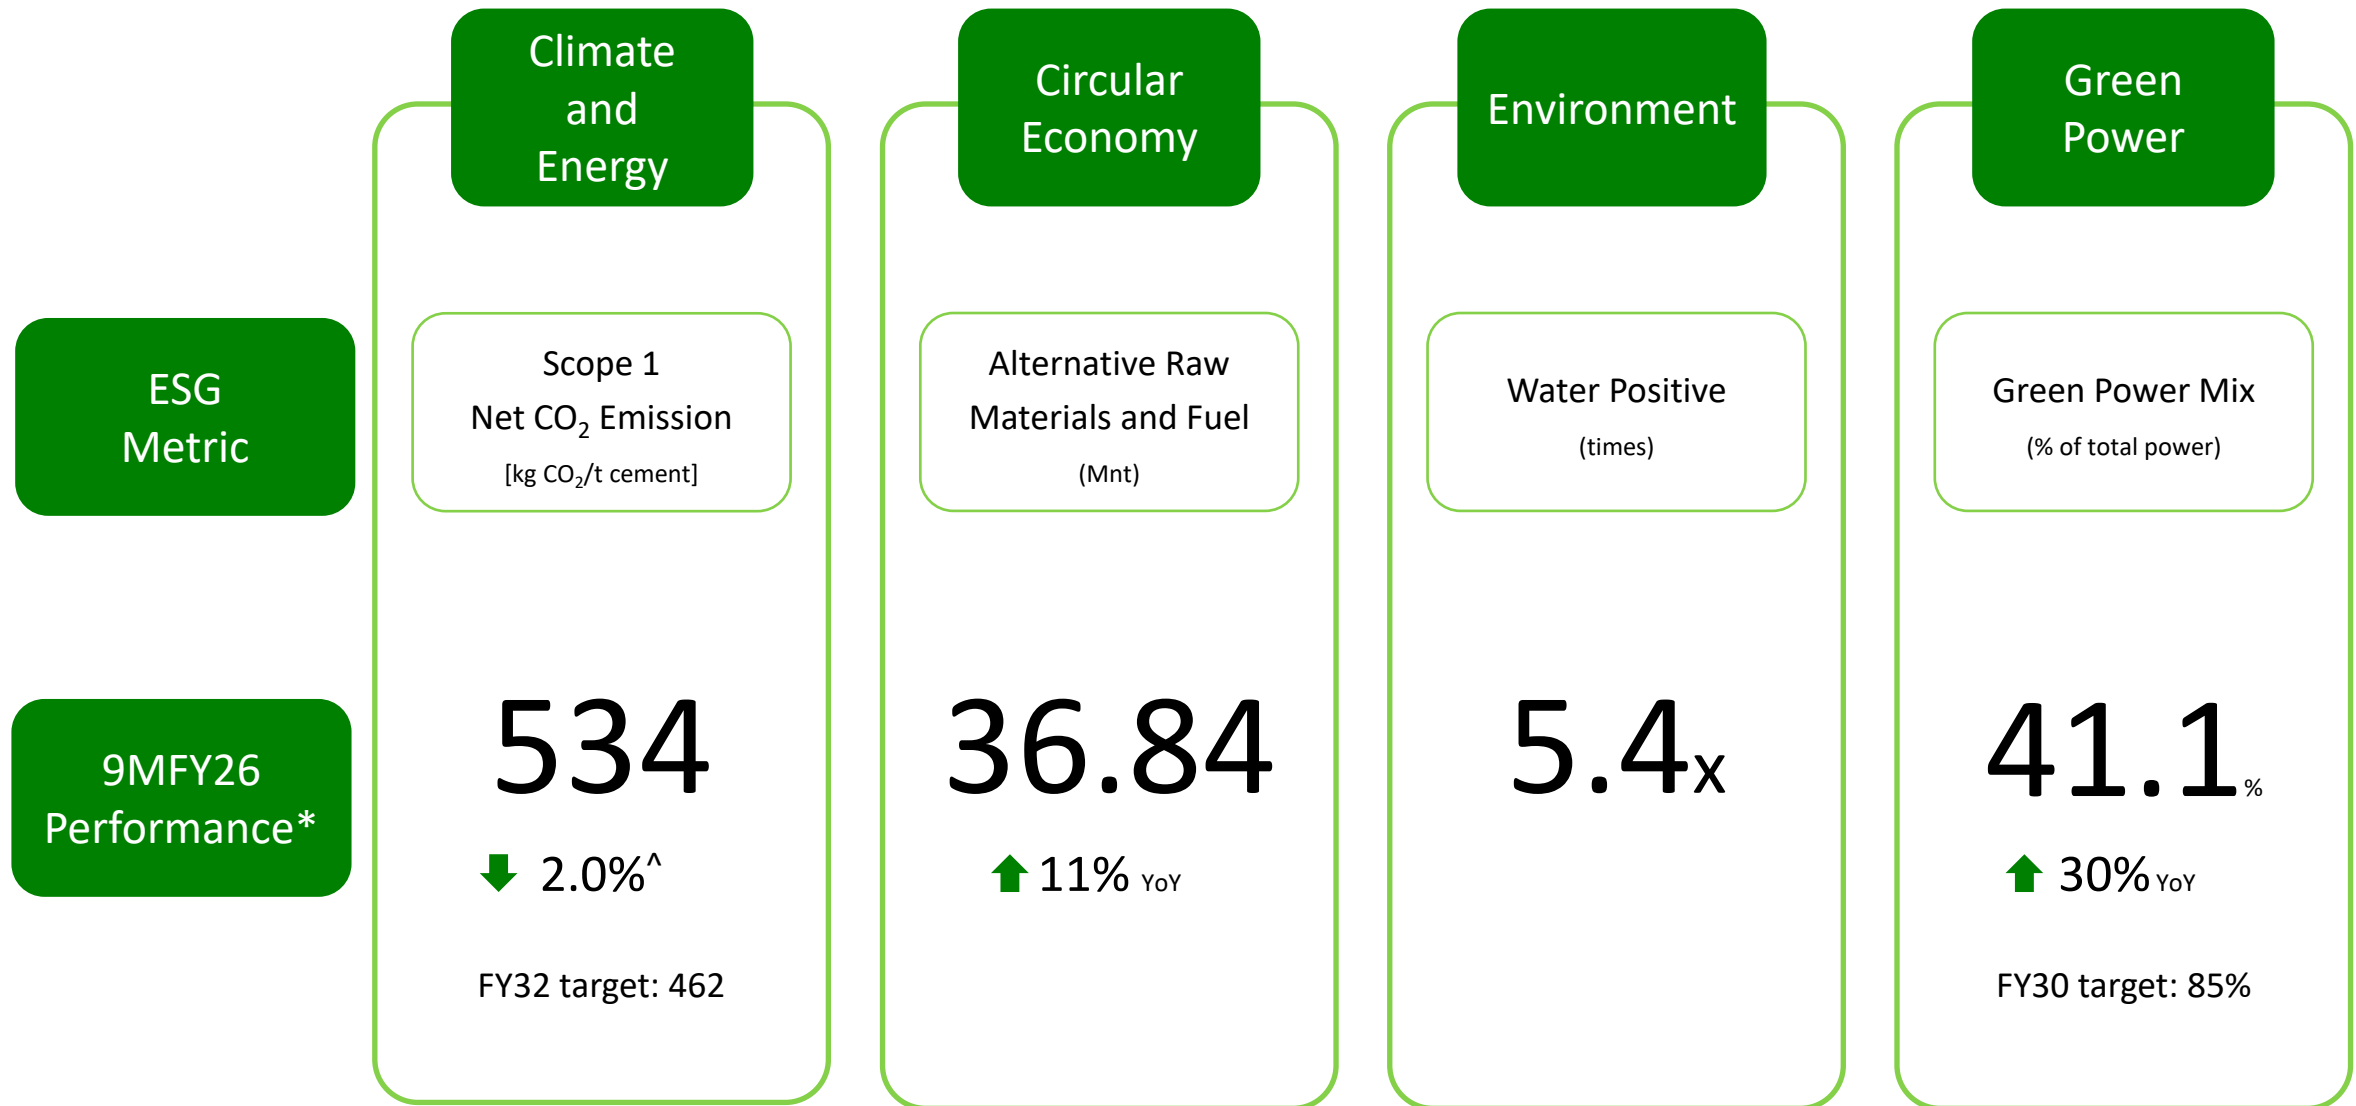 Climate
and
Energy
Circular
Economy
Environment
Green
Power
ESG
Metric
Scope 1
Net CO₂ Emission
[kg CO₂/t cement]
Alternative Raw
Materials and Fuel
(Mnt)
Water Positive
(times)
Green Power Mix
(% of total power)
9MFY26
Performance*
534
2.0%^
FY32 target: 462
36.84
11% YoY
5.4x
41.1%
30% YoY
FY30 target: 85%